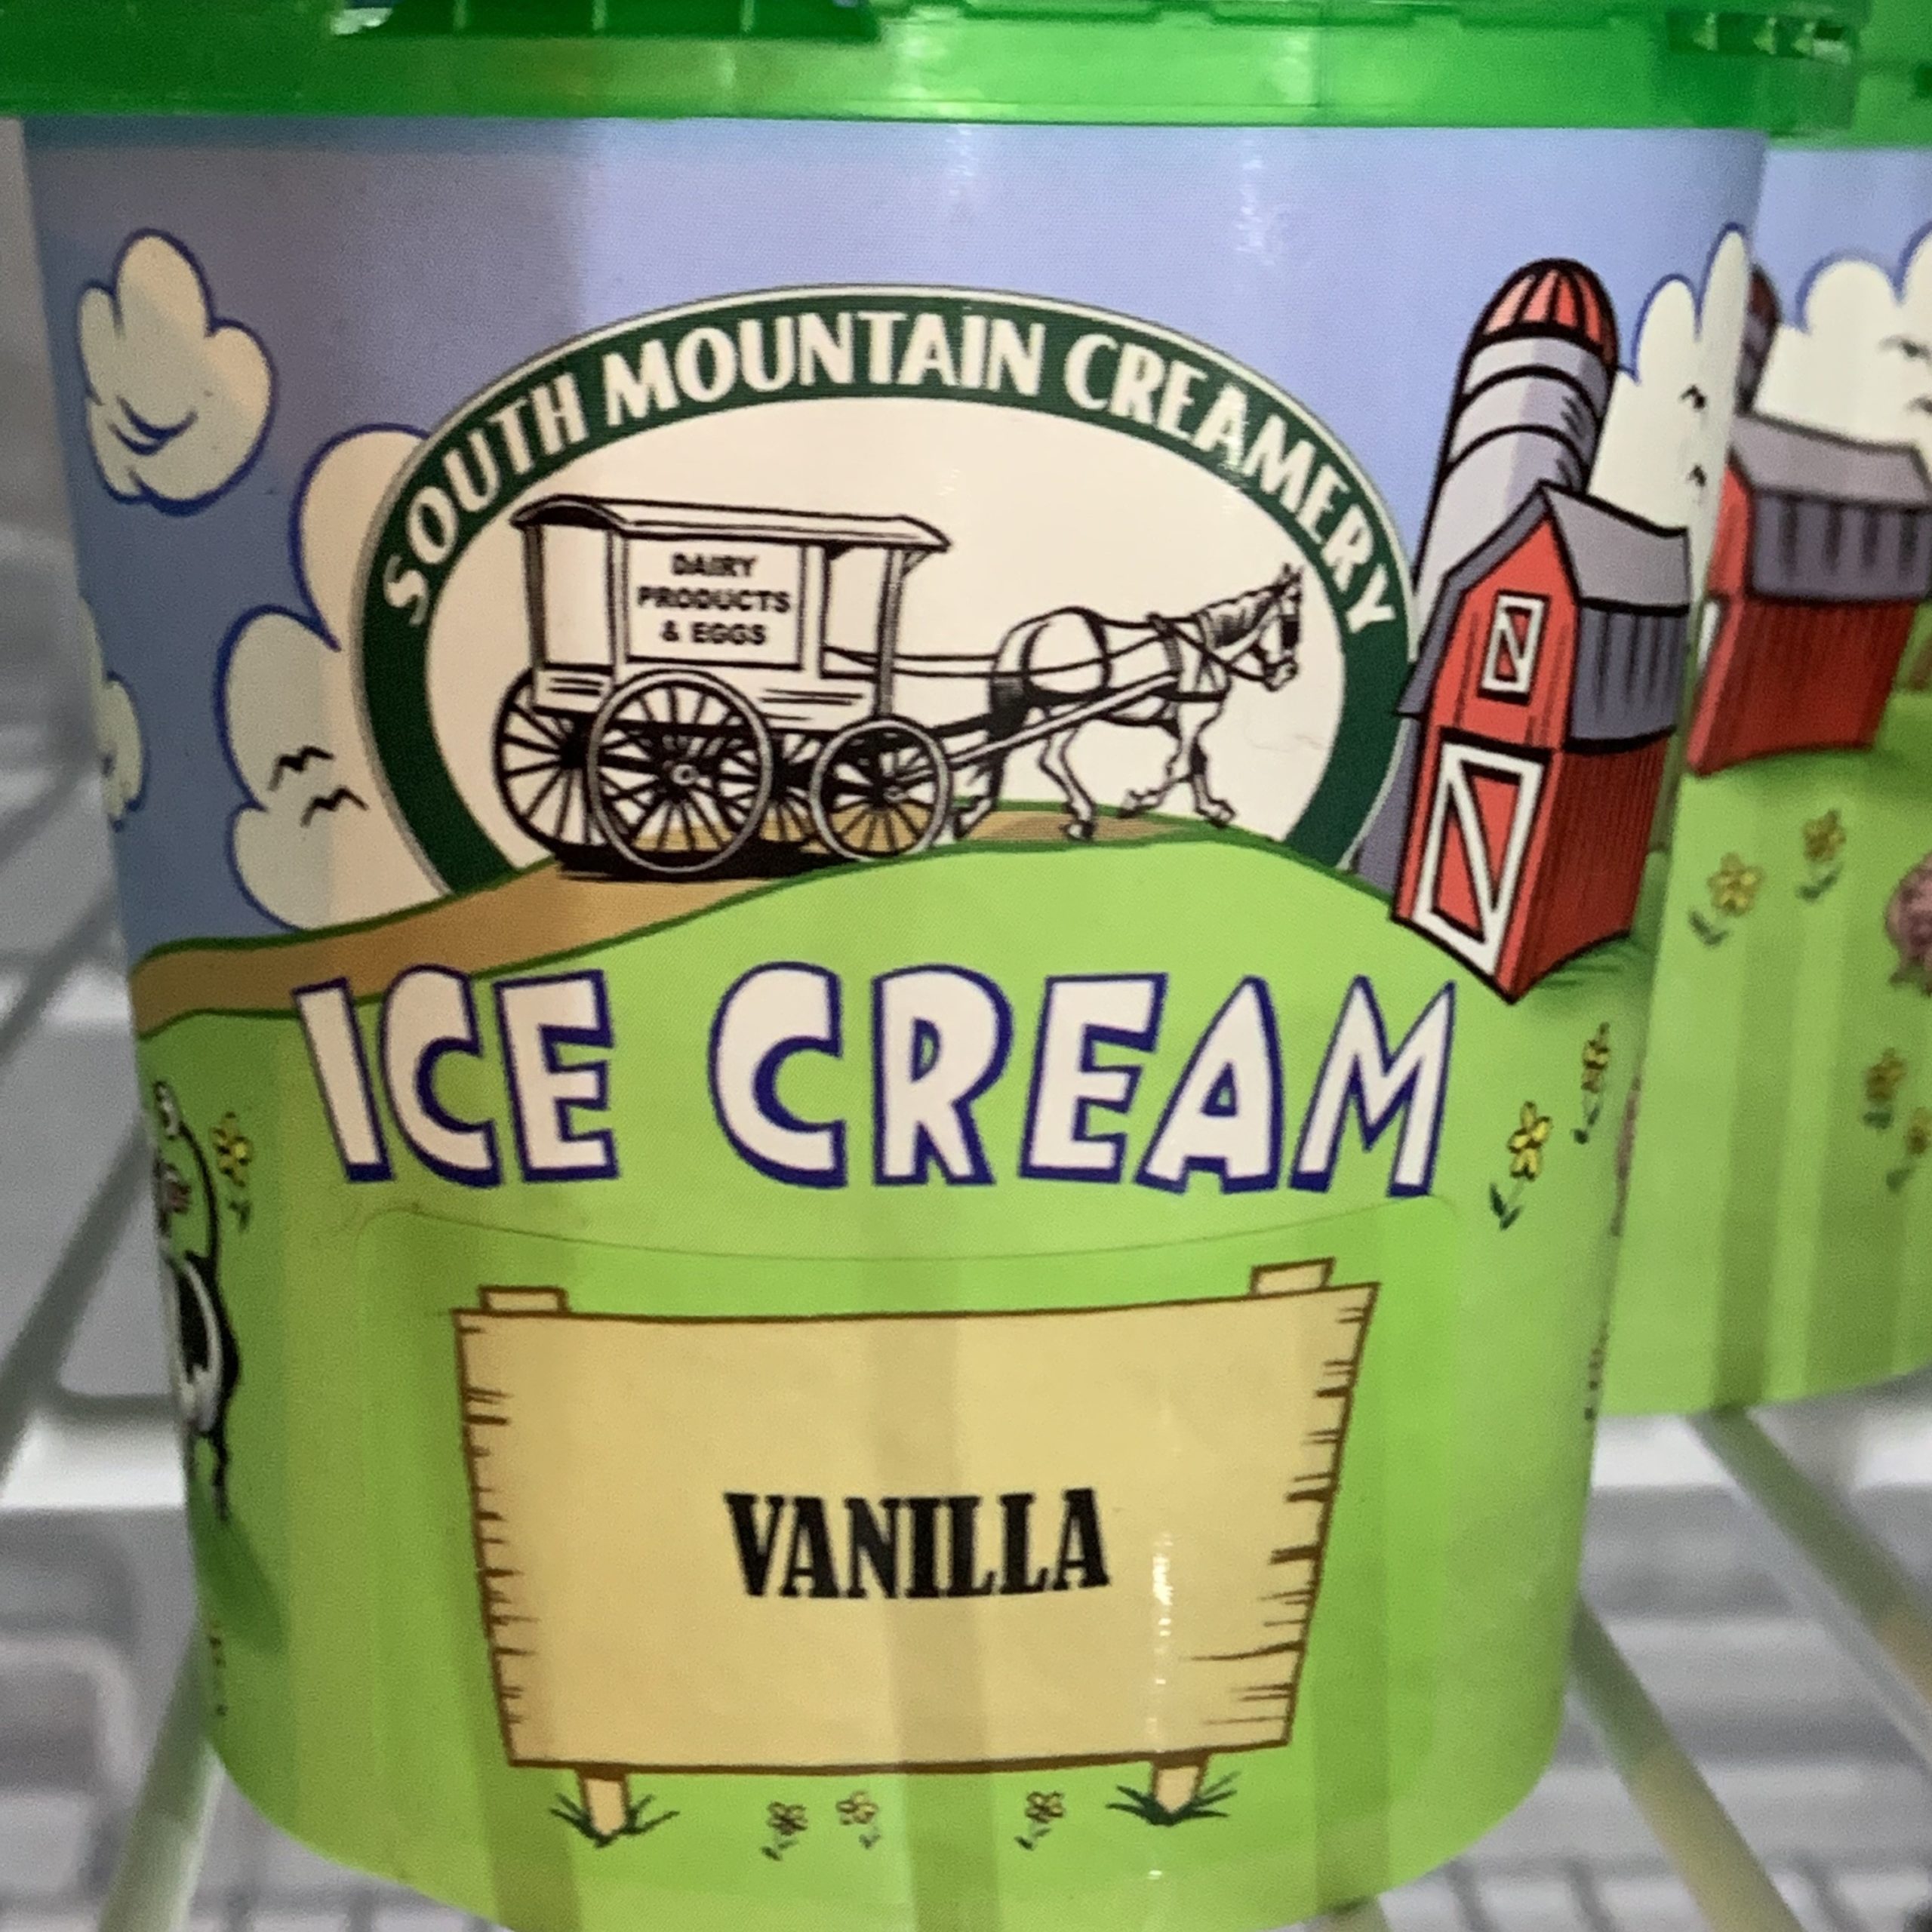 SOUTH MOUNTAIN CREAMERY
DAIRY
PRODUCTS
& EGGS
ICE CREAM
VANILLA